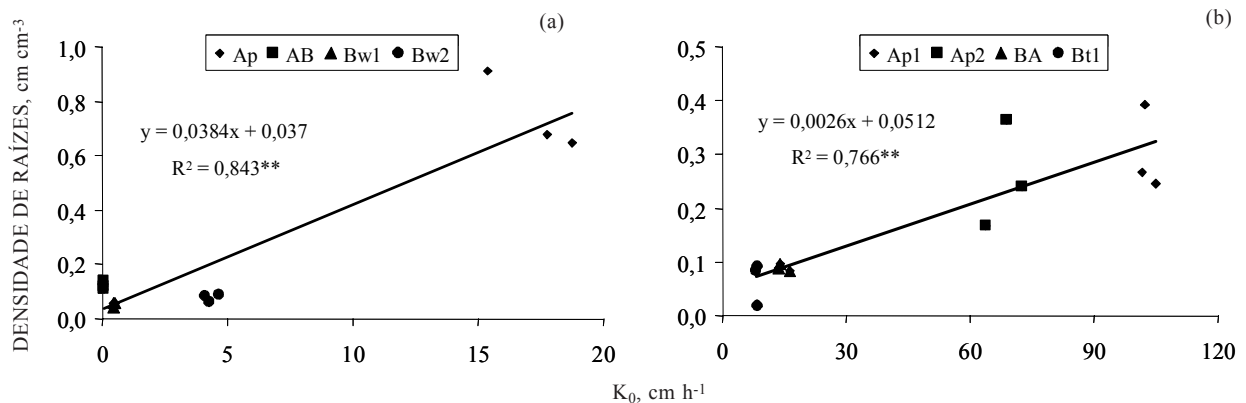 (a)
Ap AB Bw1 Bw2
DENSIDADE DE RAÍZES, cm cm⁻³
1,0
0,8
0,6
0,4
0,2
0,0
y = 0,0384x + 0,037
R² = 0,843**
0 5 10 15 20
(b)
Ap1 Ap2 BA Bt1
0,5
0,4
0,3
0,2
0,1
0,0
y = 0,0026x + 0,0512
R² = 0,766**
0 30 60 90 120
K₀, cm h⁻¹